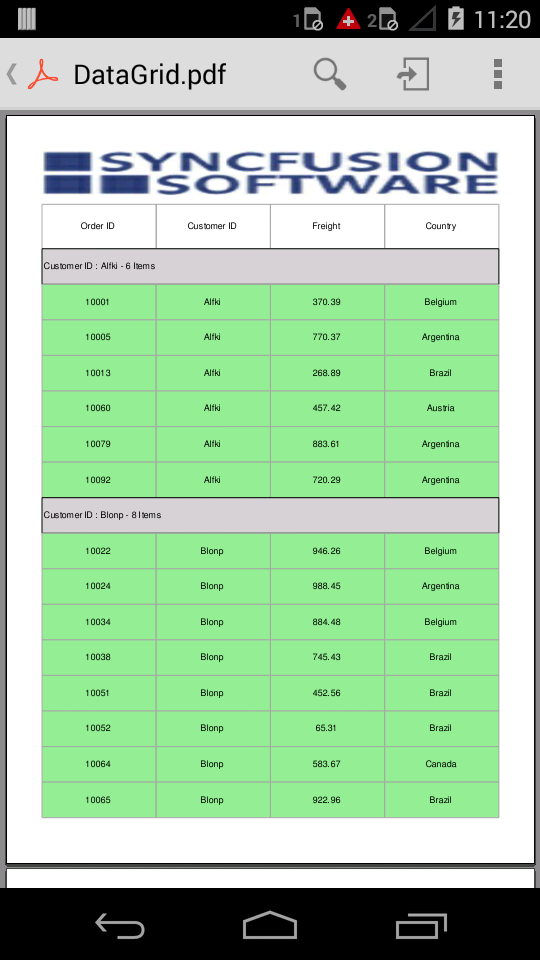 1 2 11:20
DataGrid.pdf
SYNCFUSION
SOFTWARE
Order ID Customer ID Freight Country
Customer ID : Alfki - 6 Items
10001 Alfki 370.39 Belgium
10005 Alfki 770.37 Argentina
10013 Alfki 268.89 Brazil
10060 Alfki 457.42 Austria
10079 Alfki 883.61 Argentina
10092 Alfki 720.29 Argentina
Customer ID : Blonp - 8 Items
10022 Blonp 946.26 Belgium
10024 Blonp 988.45 Argentina
10034 Blonp 884.48 Belgium
10038 Blonp 745.43 Brazil
10051 Blonp 452.56 Brazil
10052 Blonp 65.31 Brazil
10064 Blonp 583.67 Canada
10065 Blonp 922.96 Brazil